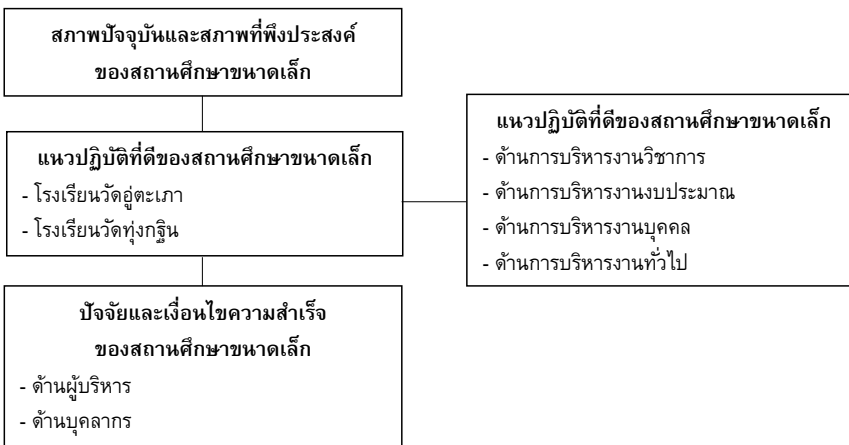 สภาพปัจจุบันและสภาพที่พึงประสงค์
ของสถานศึกษาขนาดเล็ก
แนวปฏิบัติที่ดีของสถานศึกษาขนาดเล็ก
- โรงเรียนวัดอู่ตะเภา
- โรงเรียนวัดทุ่งกฐิน
แนวปฏิบัติที่ดีของสถานศึกษาขนาดเล็ก
- ด้านการบริหารงานวิชาการ
- ด้านการบริหารงานงบประมาณ
- ด้านการบริหารงานบุคคล
- ด้านการบริหารงานทั่วไป
ปัจจัยและเงื่อนไขความสำเร็จ
ของสถานศึกษาขนาดเล็ก
- ด้านผู้บริหาร
- ด้านบุคลากร